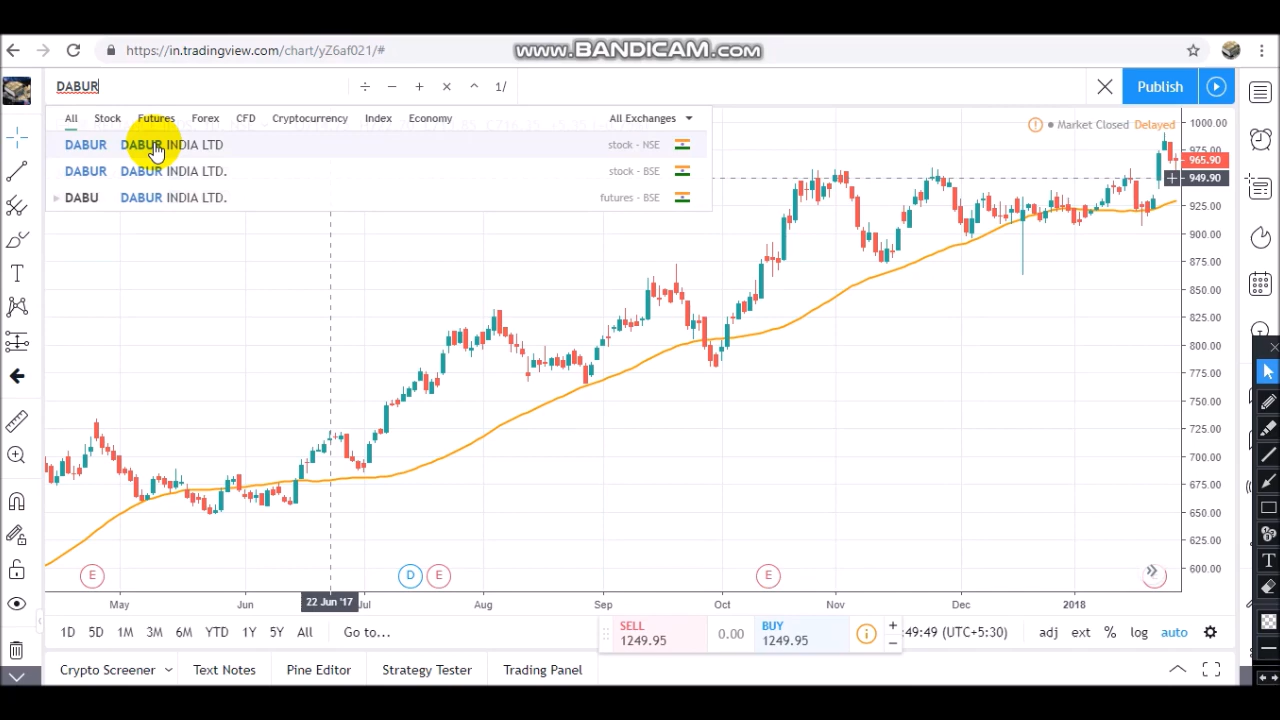 https://in.tradingview.com/chart/yZ6af021/#
www.BANDICAM.com
DABUR
1/
Publish
All Stock Futures Forex CFD Cryptocurrency Index Economy All Exchanges
DABUR DABUR INDIA LTD stock - NSE
DABUR DABUR INDIA LTD. stock - BSE
DABU DABUR INDIA LTD. futures - BSE
Market Closed Delayed
1000.00
975.00
965.90
949.90
925.00
900.00
875.00
850.00
825.00
800.00
775.00
750.00
725.00
700.00
675.00
650.00
625.00
600.00
E D E E
May Jun 22 Jun '17 Jul Aug Sep Oct Nov Dec 2018
1D 5D 1M 3M 6M YTD 1Y 5Y All Go to...
SELL
1249.95
0.00
BUY
1249.95
:49:49 (UTC+5:30) adj ext % log auto
Crypto Screener Text Notes Pine Editor Strategy Tester Trading Panel